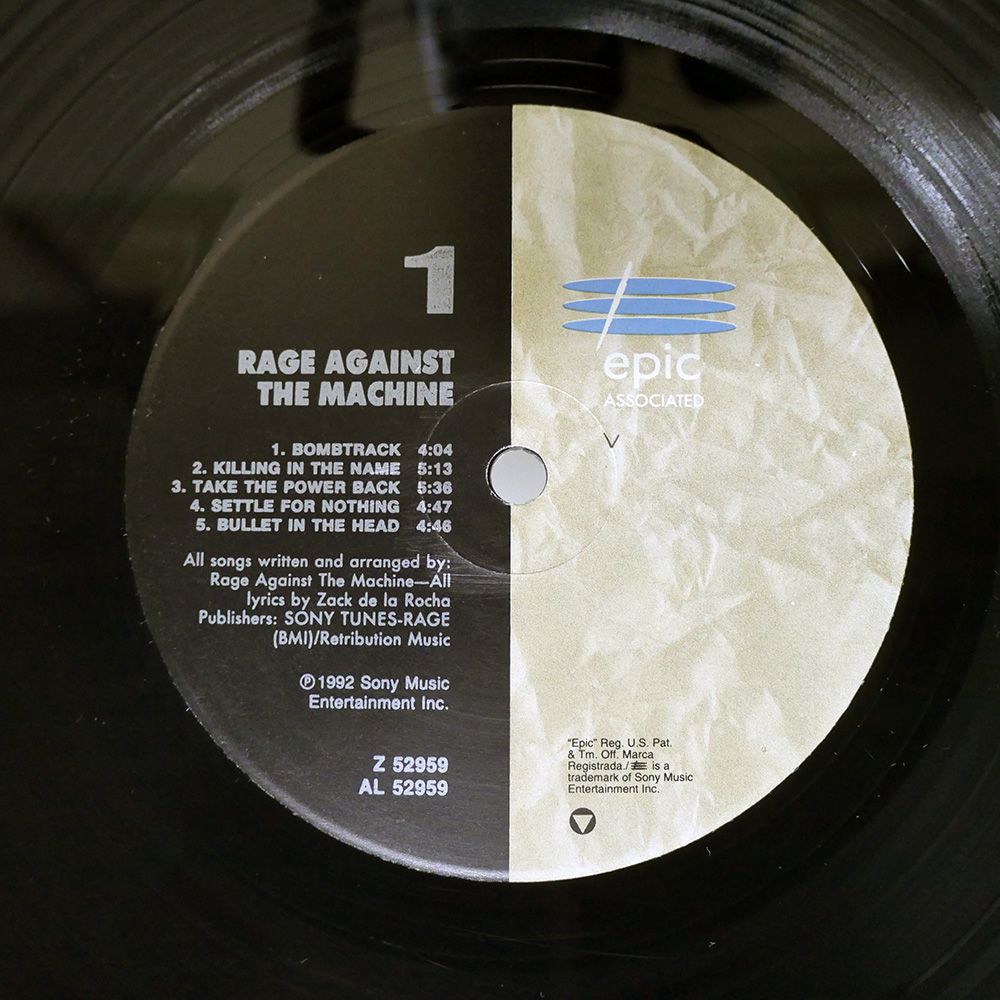 1
RAGE AGAINST
THE MACHINE
1. BOMBTRACK 4:04
2. KILLING IN THE NAME 5:13
3. TAKE THE POWER BACK 5:36
4. SETTLE FOR NOTHING 4:47
5. BULLET IN THE HEAD 4:46
All songs written and arranged by:
Rage Against The Machine—All
lyrics by Zack de la Rocha
Publishers: SONY TUNES-RAGE
(BMI)/Retribution Music
℗ 1992 Sony Music
Entertainment Inc.
Z 52959
AL 52959
epic
ASSOCIATED
"Epic" Reg. U.S. Pat.
& Tm. Off. Marca
Registrada./ is a
trademark of Sony Music
Entertainment Inc.